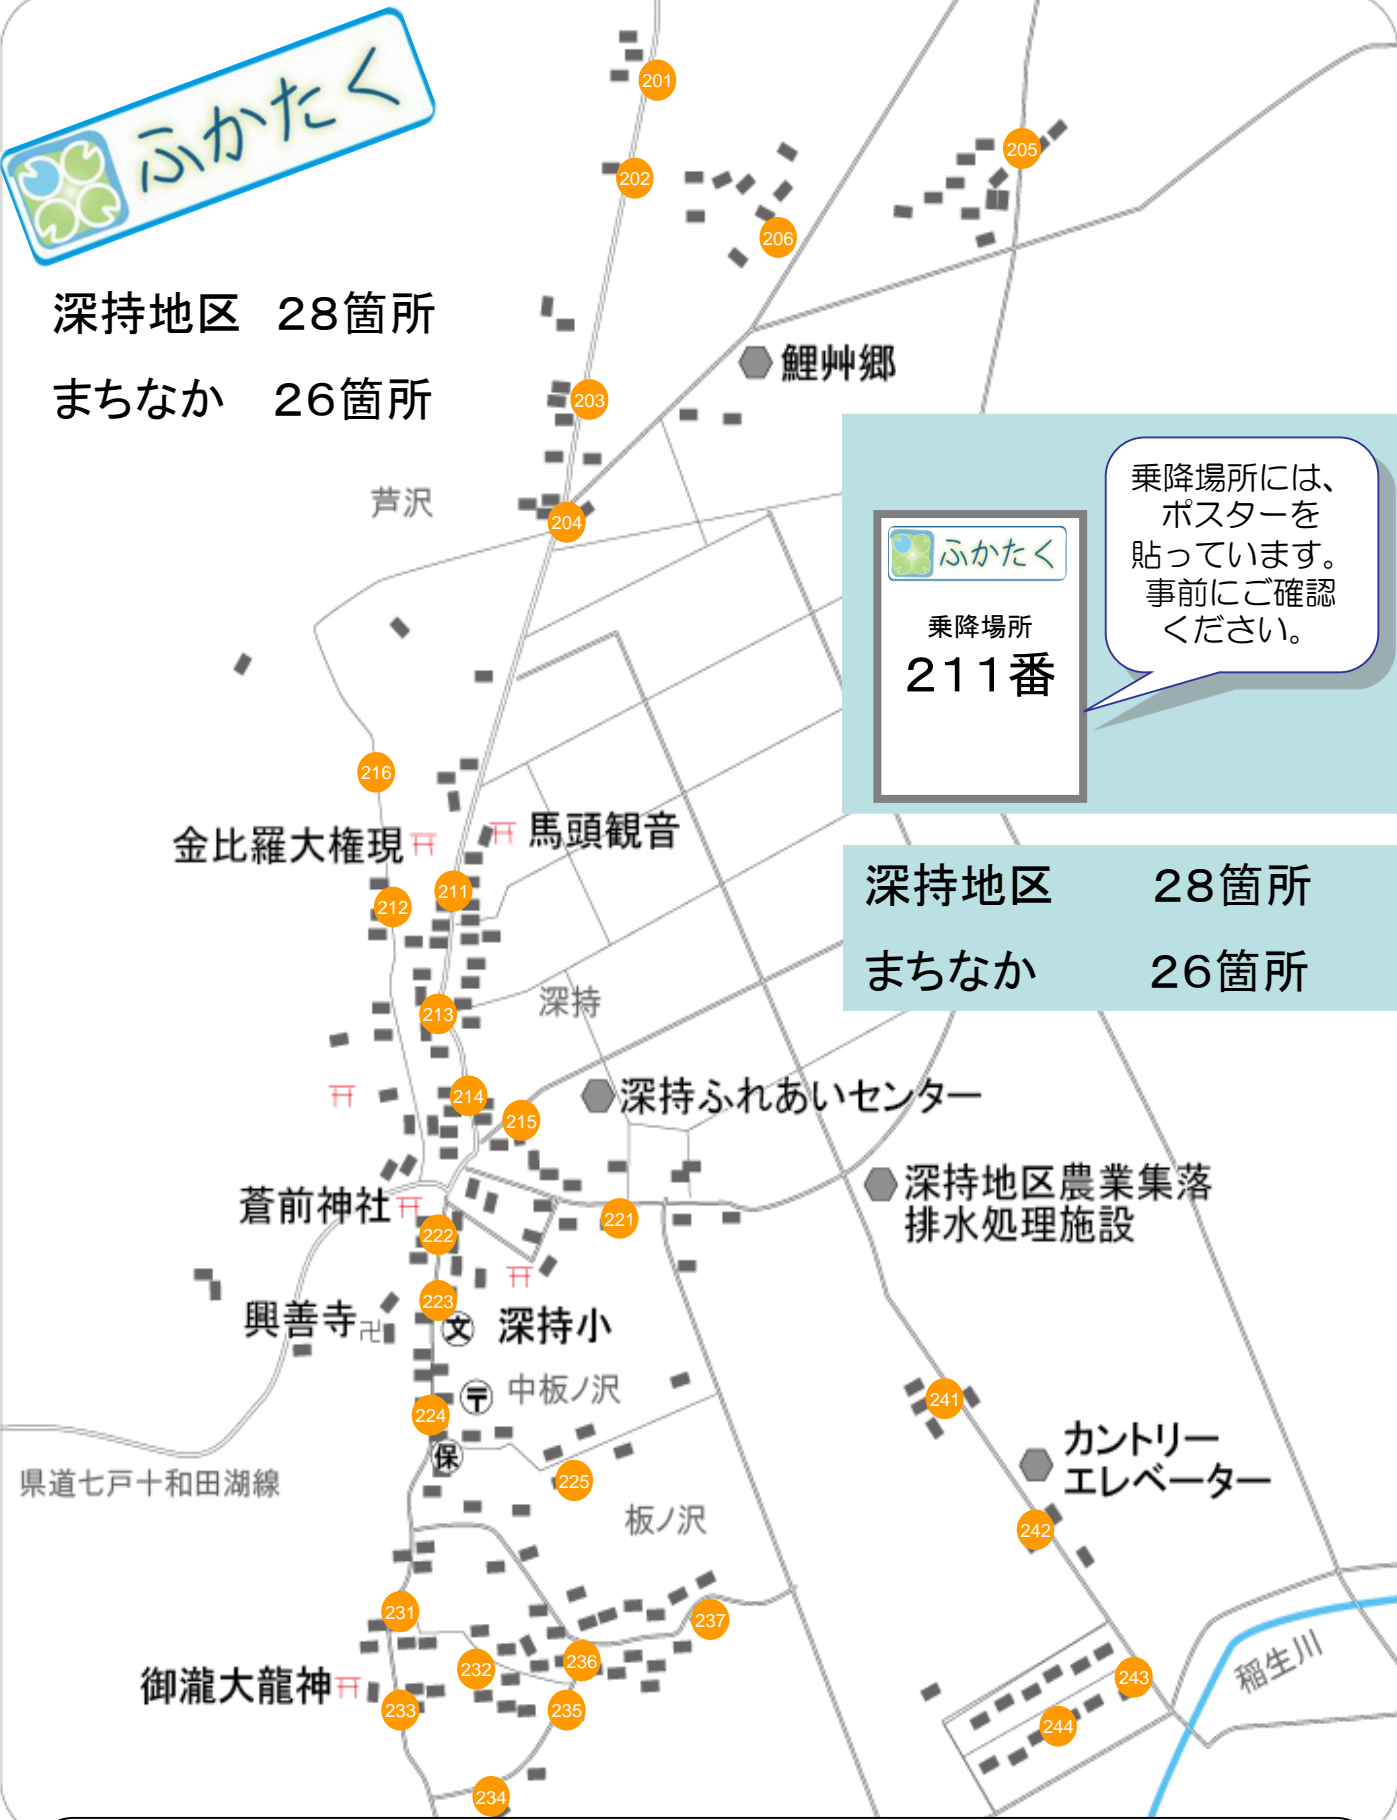 ふかたく
深持地区　28箇所
まちなか　26箇所
201
202
205
206
鯉艸郷
203
芦沢
204
乗降場所には、
ポスターを
貼っています。
事前にご確認
ください。
ふかたく
乗降場所
211番
216
金比羅大権現
馬頭観音
211
212
深持地区　28箇所
まちなか　26箇所
深持
213
214
215
深持ふれあいセンター
深持地区農業集落
排水処理施設
蒼前神社
221
222
223
興善寺
卍
文
深持小
〒
中板ノ沢
224
保
241
カントリー
エレベーター
県道七戸十和田湖線
225
板ノ沢
242
231
237
232
236
御瀧大龍神
233
235
稲生川
243
244
234